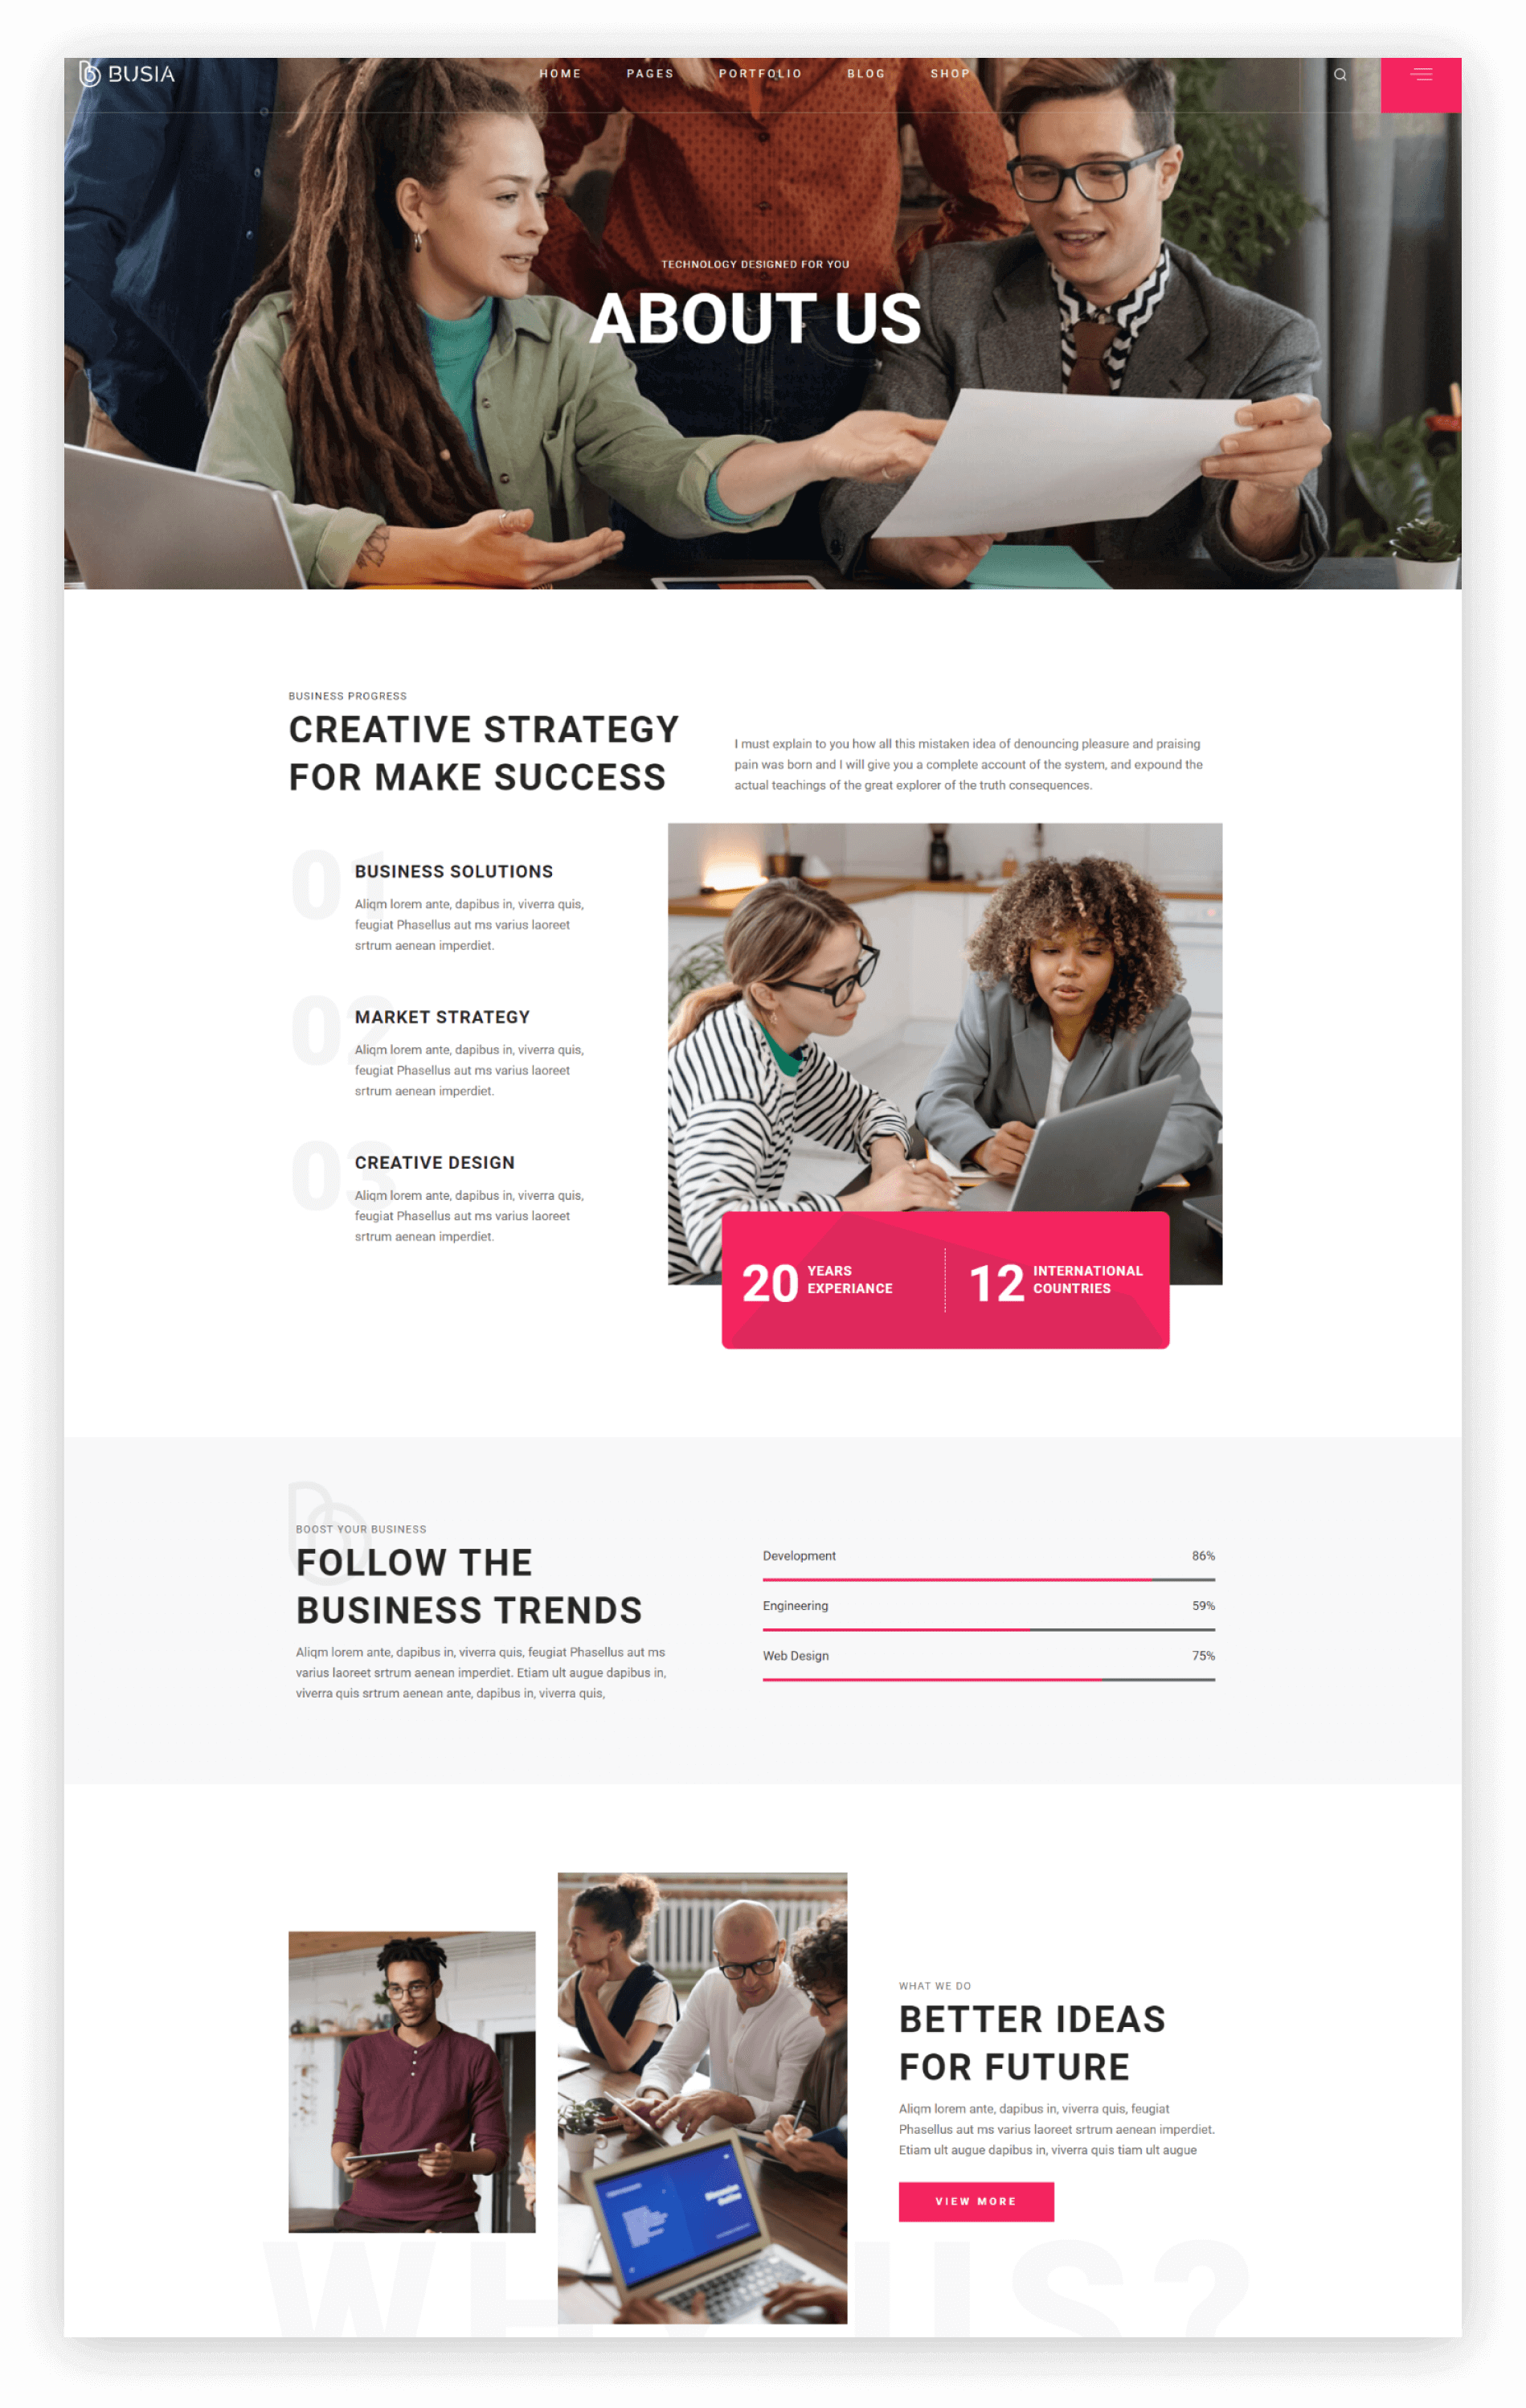 BUSIA
HOME PAGES PORTFOLIO BLOG SHOP
TECHNOLOGY DESIGNED FOR YOU
ABOUT US
BUSINESS PROGRESS
CREATIVE STRATEGY
FOR MAKE SUCCESS
I must explain to you how all this mistaken idea of denouncing pleasure and praising
pain was born and I will give you a complete account of the system, and expound the
actual teachings of the great explorer of the truth consequences.
01
BUSINESS SOLUTIONS
Aliqm lorem ante, dapibus in, viverra quis,
feugiat Phasellus aut ms varius laoreet
srtrum aenean imperdiet.
02
MARKET STRATEGY
Aliqm lorem ante, dapibus in, viverra quis,
feugiat Phasellus aut ms varius laoreet
srtrum aenean imperdiet.
03
CREATIVE DESIGN
Aliqm lorem ante, dapibus in, viverra quis,
feugiat Phasellus aut ms varius laoreet
srtrum aenean imperdiet.
20 YEARS
EXPERIANCE
12 INTERNATIONAL
COUNTRIES
BOOST YOUR BUSINESS
FOLLOW THE
BUSINESS TRENDS
Aliqm lorem ante, dapibus in, viverra quis, feugiat Phasellus aut ms
varius laoreet srtrum aenean imperdiet. Etiam ult augue dapibus in,
viverra quis srtrum aenean ante, dapibus in, viverra quis,
Development 86%
Engineering 59%
Web Design 75%
WHAT WE DO
BETTER IDEAS
FOR FUTURE
Aliqm lorem ante, dapibus in, viverra quis, feugiat
Phasellus aut ms varius laoreet srtrum aenean imperdiet.
Etiam ult augue dapibus in, viverra quis tiam ult augue
VIEW MORE
WHY US?